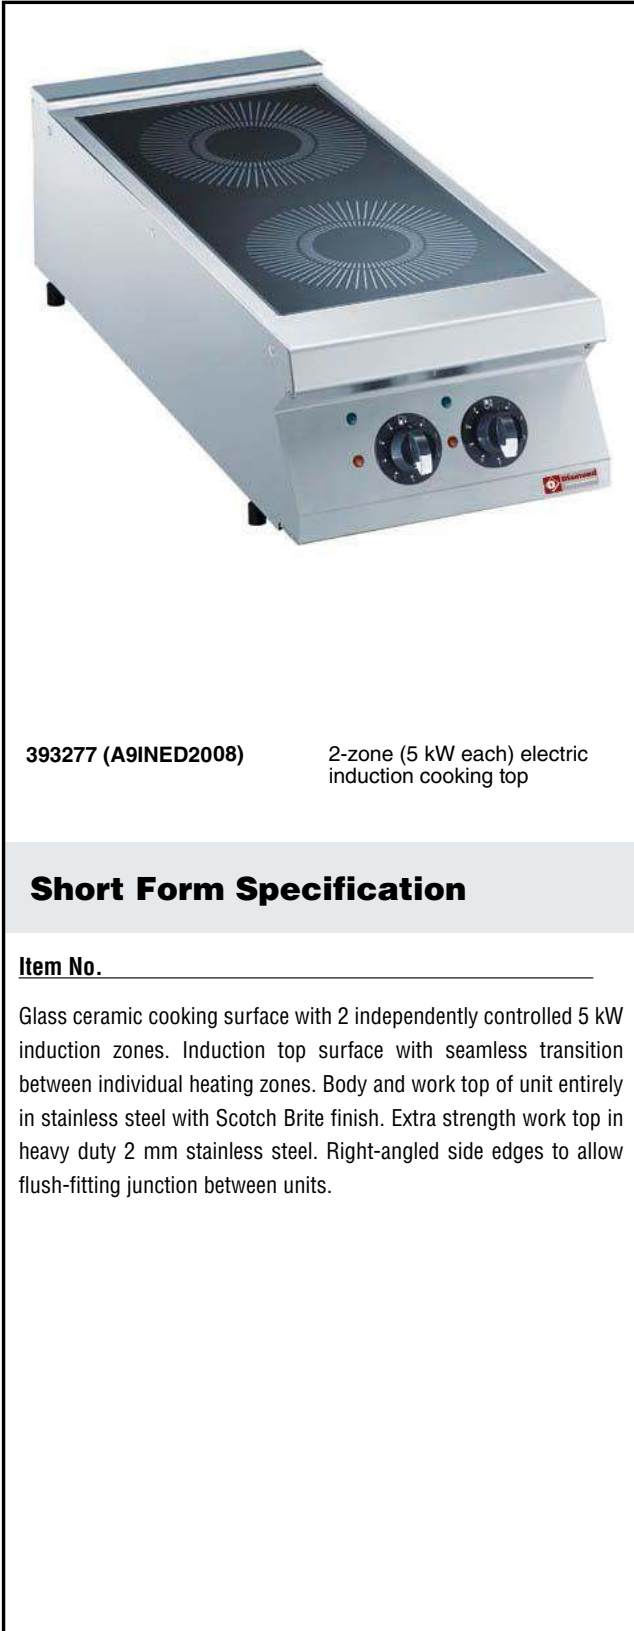 Diamond
393277 (A9INED2008)
2-zone (5 kW each) electric
induction cooking top
Short Form Specification
Item No.
Glass ceramic cooking surface with 2 independently controlled 5 kW
induction zones. Induction top surface with seamless transition
between individual heating zones. Body and work top of unit entirely
in stainless steel with Scotch Brite finish. Extra strength work top in
heavy duty 2 mm stainless steel. Right-angled side edges to allow
flush-fitting junction between units.